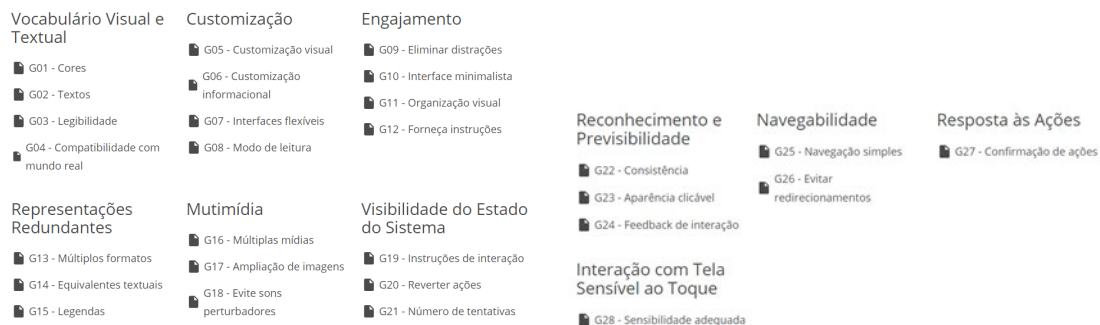 Vocabulário Visual e
Textual
G01 - Cores
G02 - Textos
G03 - Legibilidade
G04 - Compatibilidade com
mundo real
Customização
G05 - Customização visual
G06 - Customização
informacional
G07 - Interfaces flexíveis
G08 - Modo de leitura
Engajamento
G09 - Eliminar distrações
G10 - Interface minimalista
G11 - Organização visual
G12 - Forneça instruções
Representações
Redundantes
G13 - Múltiplos formatos
G14 - Equivalentes textuais
G15 - Legendas
Mutimídia
G16 - Múltiplas mídias
G17 - Ampliação de imagens
G18 - Evite sons
perturbadores
Visibilidade do Estado
do Sistema
G19 - Instruções de interação
G20 - Reverter ações
G21 - Número de tentativas
Reconhecimento e
Previsibilidade
G22 - Consistência
G23 - Aparência clicável
G24 - Feedback de interação
Navegabilidade
G25 - Navegação simples
G26 - Evitar
redirecionamentos
Resposta às Ações
G27 - Confirmação de ações
Interação com Tela
Sensível ao Toque
G28 - Sensibilidade adequada